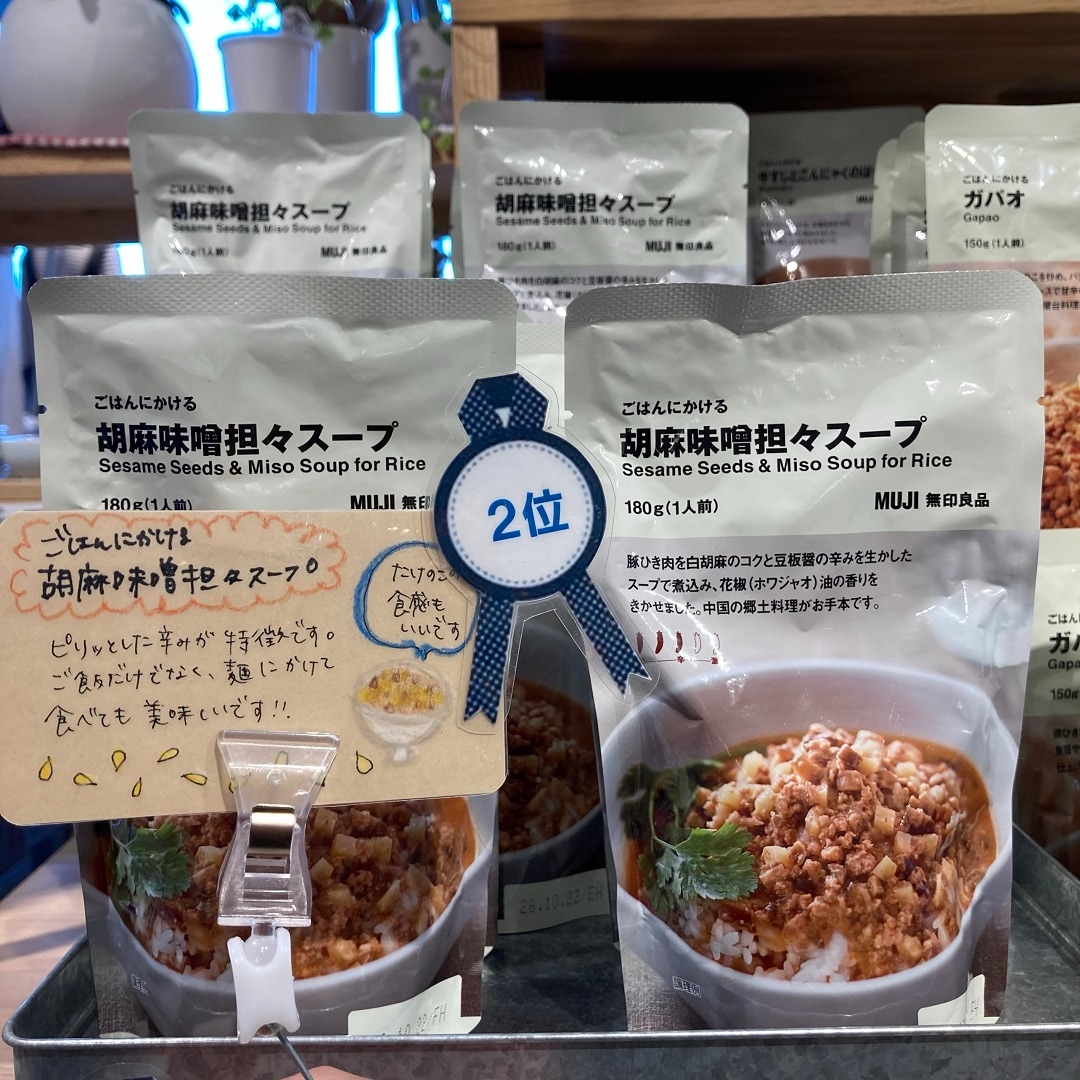 ごはんにかける
胡麻味噌担々スープ
Sesame Seeds & Miso Soup for Rice
180g(1人前)
MUJI 無印良品
ごはんにかける
胡麻味噌担々スープ
Sesame Seeds & Miso Soup for Rice
180g(1人前)
MUJI 無印良品
ごはんにかける
ガパオ
Gapao
150g(1人前)
ごはんにかける
胡麻味噌担々スープ
Sesame Seeds & Miso Soup for Rice
180g(1人前)
MUJI 無印
2位
ごはんにかける
胡麻味噌担々スープ
ピリッとした辛みが特徴です。
ご飯だけでなく、麺にかけて
食べても美味しいです!!
たけのこの
食感も
いいです
ごはんにかける
胡麻味噌担々スープ
Sesame Seeds & Miso Soup for Rice
180g(1人前)
MUJI 無印良品
豚ひき肉を白胡麻のコクと豆板醤の辛みを生かした
スープで煮込み、花椒(ホワジャオ)油の香りを
きかせました。中国の郷土料理がお手本です。
調理例
26.10.22/FH